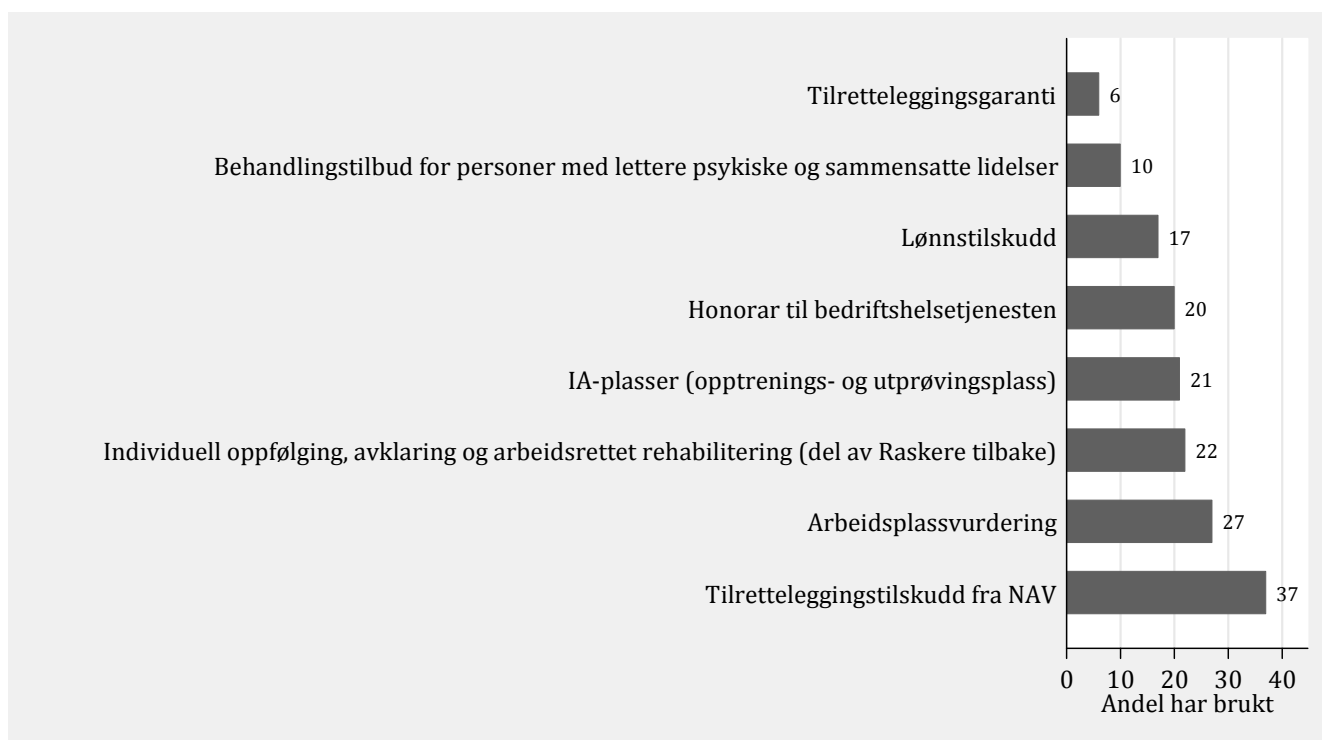 Tilretteleggingsgaranti 6
Behandlingstilbud for personer med lettere psykiske og sammensatte lidelser 10
Lønnstilskudd 17
Honorar til bedriftshelsetjenesten 20
IA-plasser (opptrenings- og utprøvingsplass) 21
Individuell oppfølging, avklaring og arbeidsrettet rehabilitering (del av Raskere tilbake) 22
Arbeidsplassvurdering 27
Tilretteleggingstilskudd fra NAV 37
0 10 20 30 40
Andel har brukt